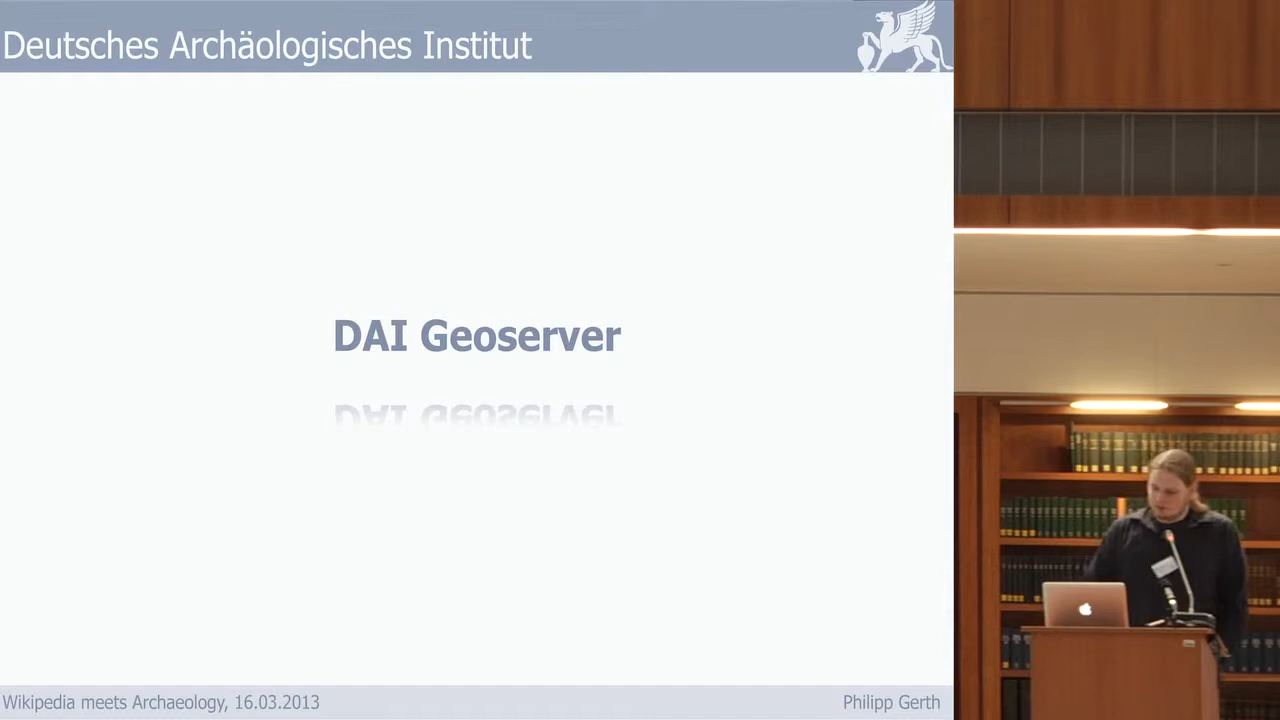 Deutsches Archäologisches Institut
DAI Geoserver
Wikipedia meets Archaeology, 16.03.2013
Philipp Gerth